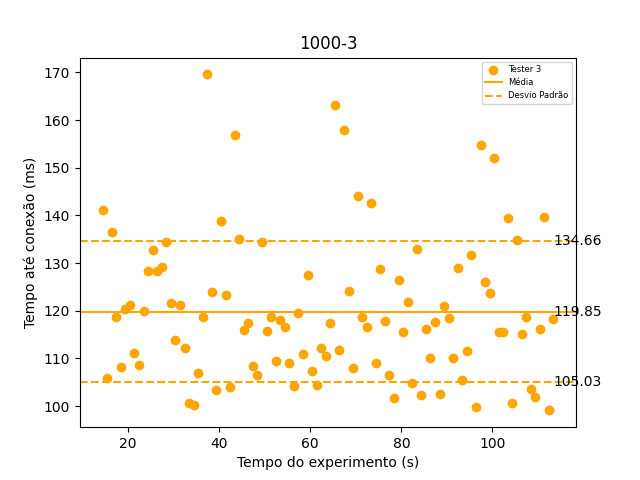 1000-3
Tempo até conexão (ms)
170
160
150
140
130
120
110
100
Tester 3
Média
Desvio Padrão
134.66
119.85
105.03
20 40 60 80 100
Tempo do experimento (s)